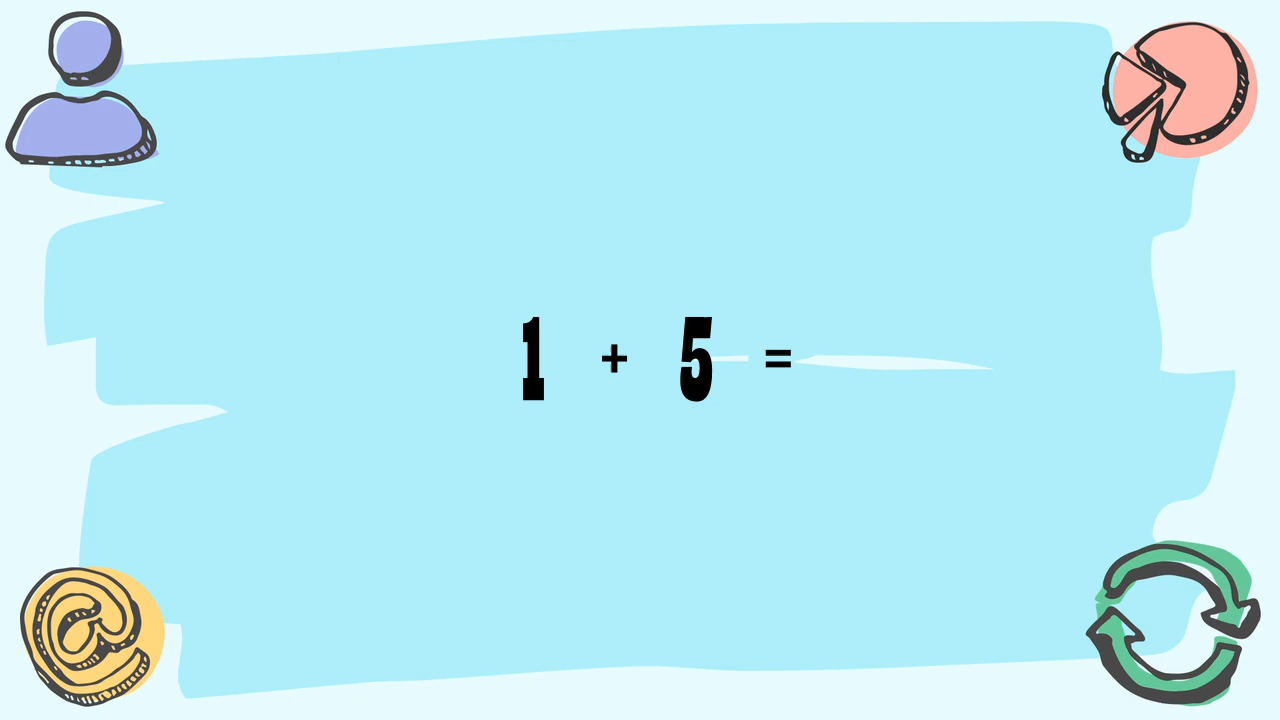 1 + 5 =